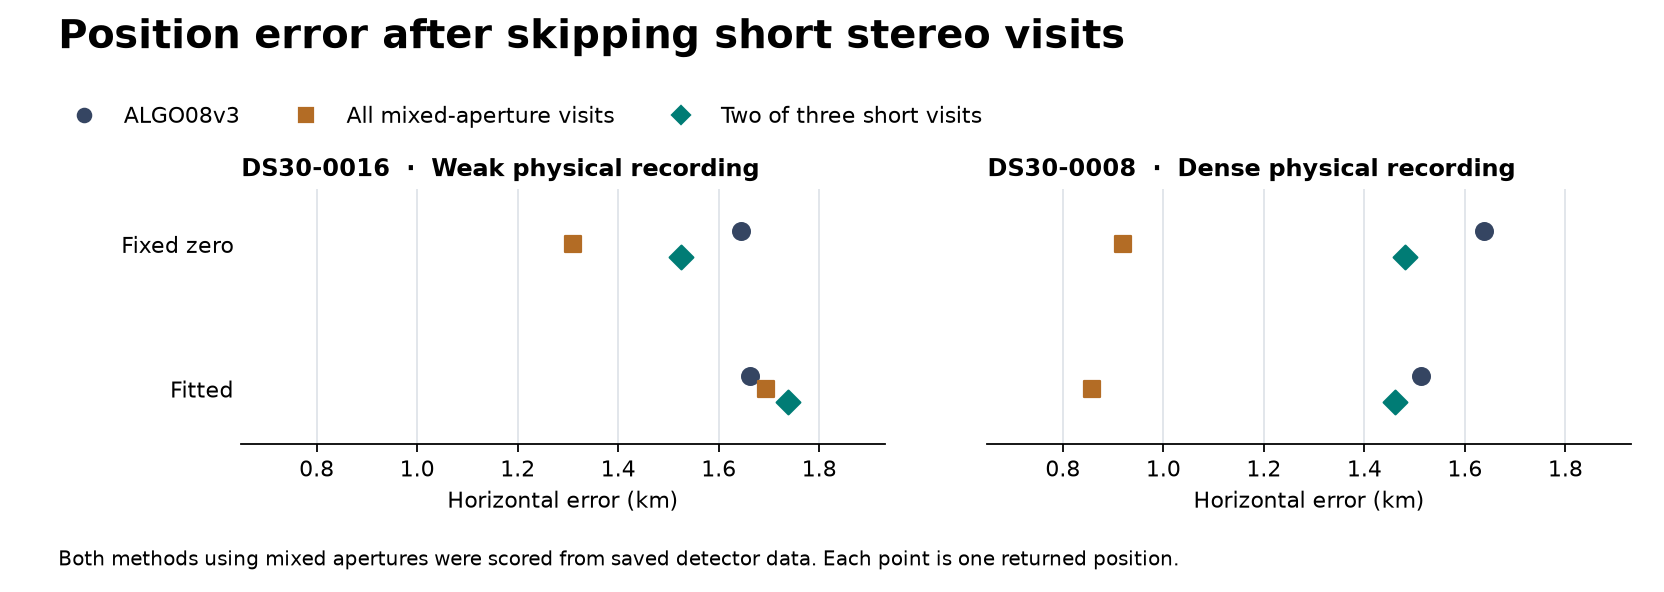 Position error after skipping short stereo visits
ALGO08v3 All mixed-aperture visits Two of three short visits
DS30-0016 · Weak physical recording
Fixed zero
Fitted
0.8 1.0 1.2 1.4 1.6 1.8
Horizontal error (km)
DS30-0008 · Dense physical recording
0.8 1.0 1.2 1.4 1.6 1.8
Horizontal error (km)
Both methods using mixed apertures were scored from saved detector data. Each point is one returned position.